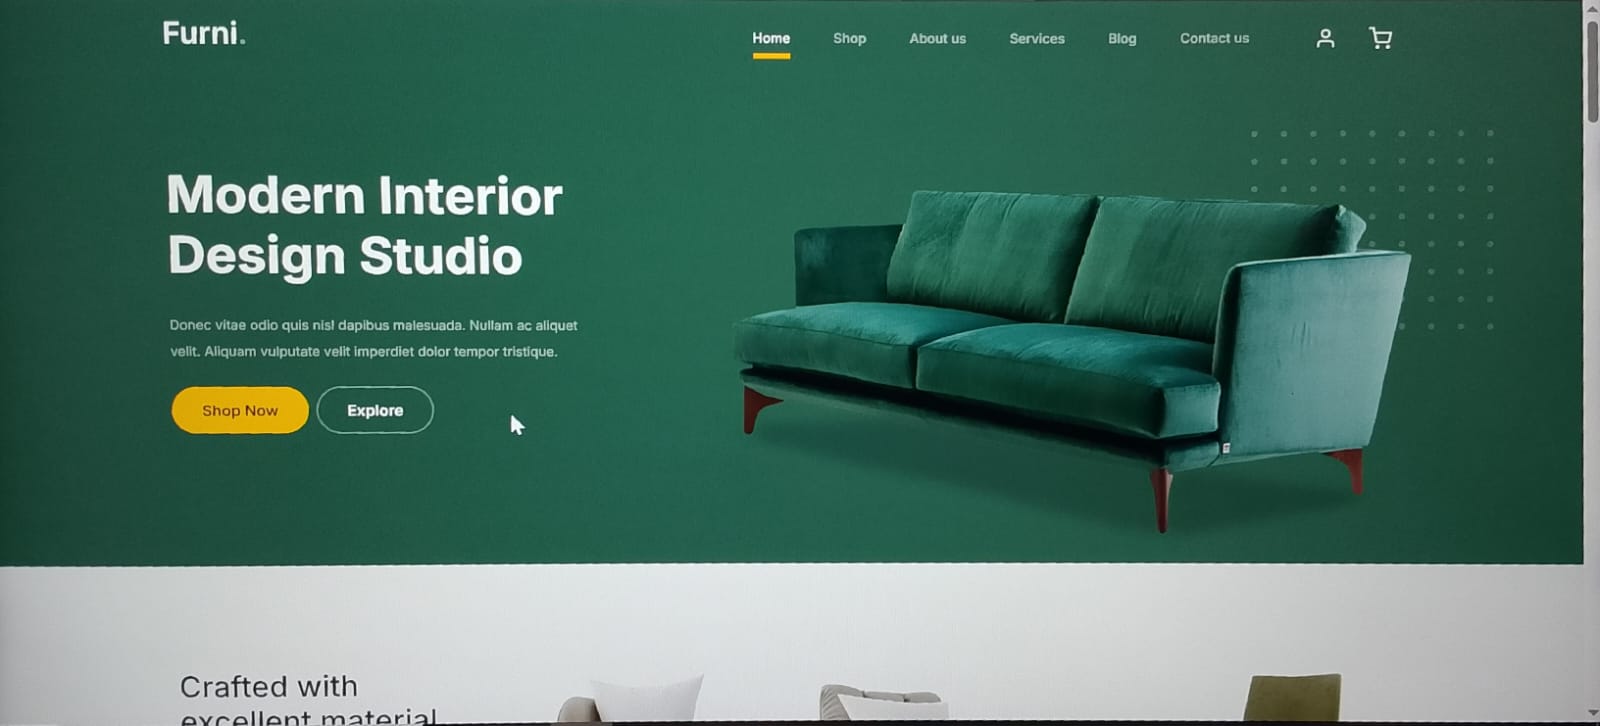 Furni.
Home Shop About us Services Blog Contact us
Modern Interior
Design Studio
Donec vitae odio quis nisl dapibus malesuada. Nullam ac aliquet
velit. Aliquam vulputate velit imperdiet dolor tempor tristique.
Shop Now Explore
Crafted with
excellent material